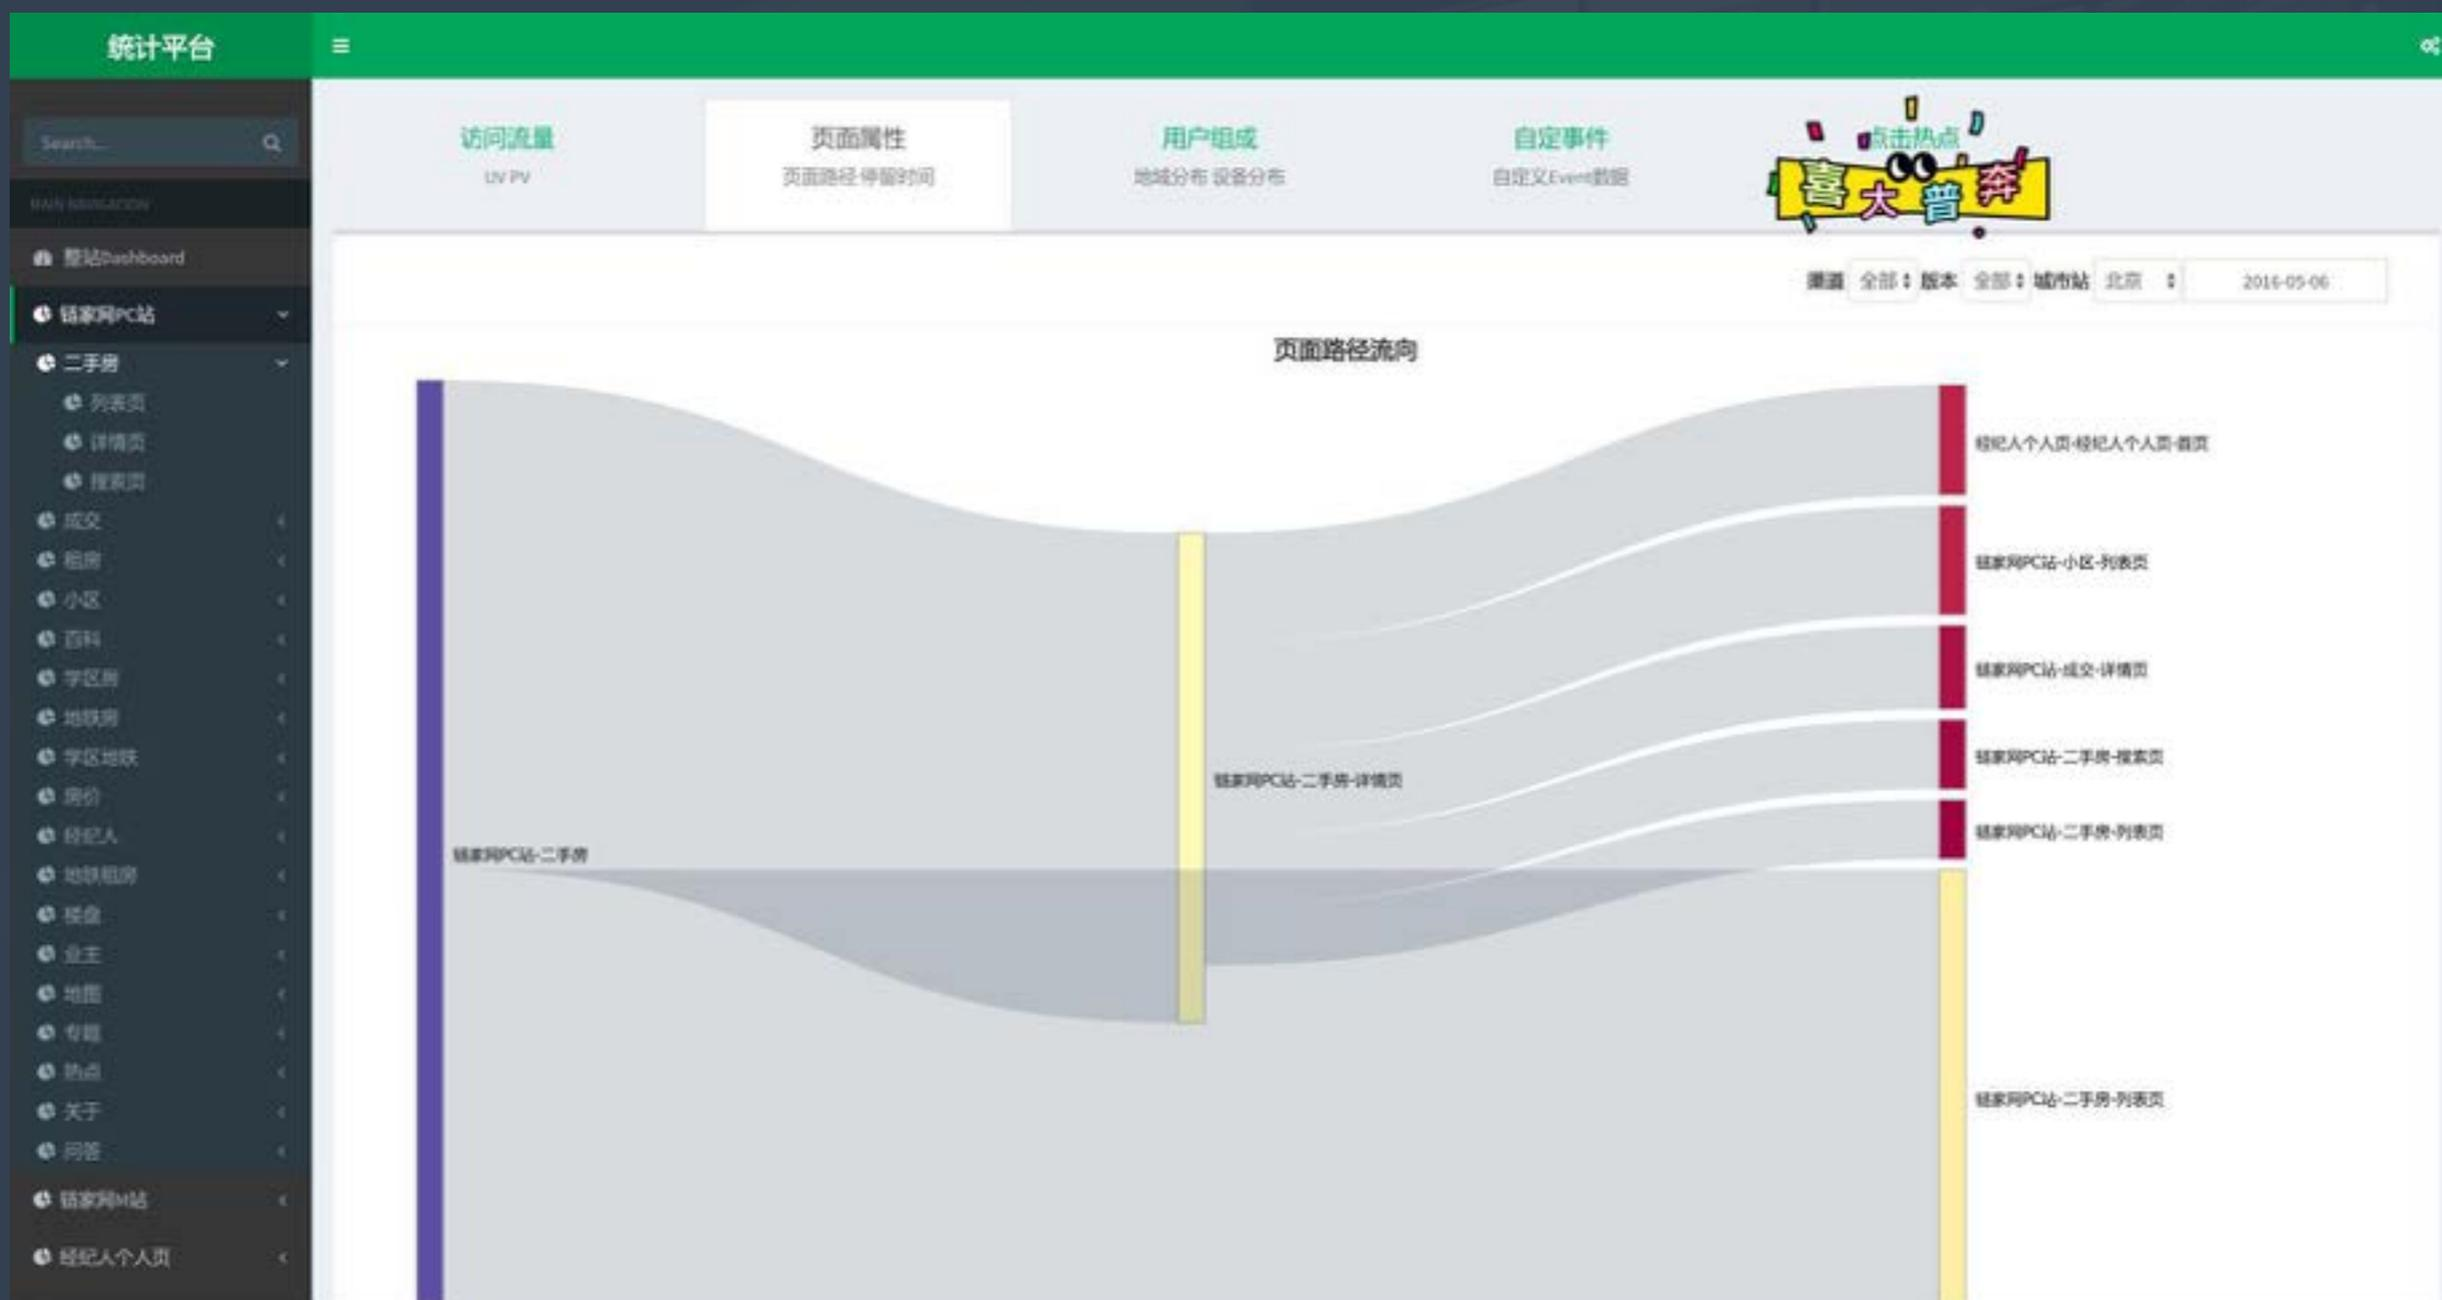 统计平台
Search...
MAIN NAVIGATION
整站Dashboard
链家网PC站
二手房
列表页
详情页
搜索页
成交
租房
小区
百科
学区房
地铁房
学区地铁
房价
经纪人
地铁租房
楼盘
业主
地图
专题
热点
关于
问答
链家网M站
经纪人个人页
访问流量
UV PV
页面属性
页面路径 停留时间
用户组成
地域分布 设备分布
自定事件
自定义Event数据
点击热点
喜大普奔
渠道 全部 版本 全部 城市站 北京 2016-05-06
页面路径流向
经纪人个人页-经纪人个人页-首页
链家网PC站-小区-列表页
链家网PC站-成交-详情页
链家网PC站-二手房-搜索页
链家网PC站-二手房-详情页
链家网PC站-二手房-列表页
链家网PC站-二手房
链家网PC站-二手房-列表页